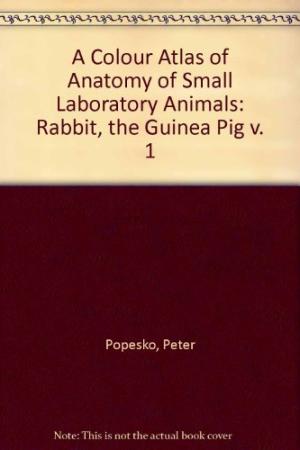 A Colour Atlas of
Anatomy of Small
Laboratory Animals:
Rabbit, the Guinea Pig v.
1
Popesko, Peter
Note: This is not the actual book cover